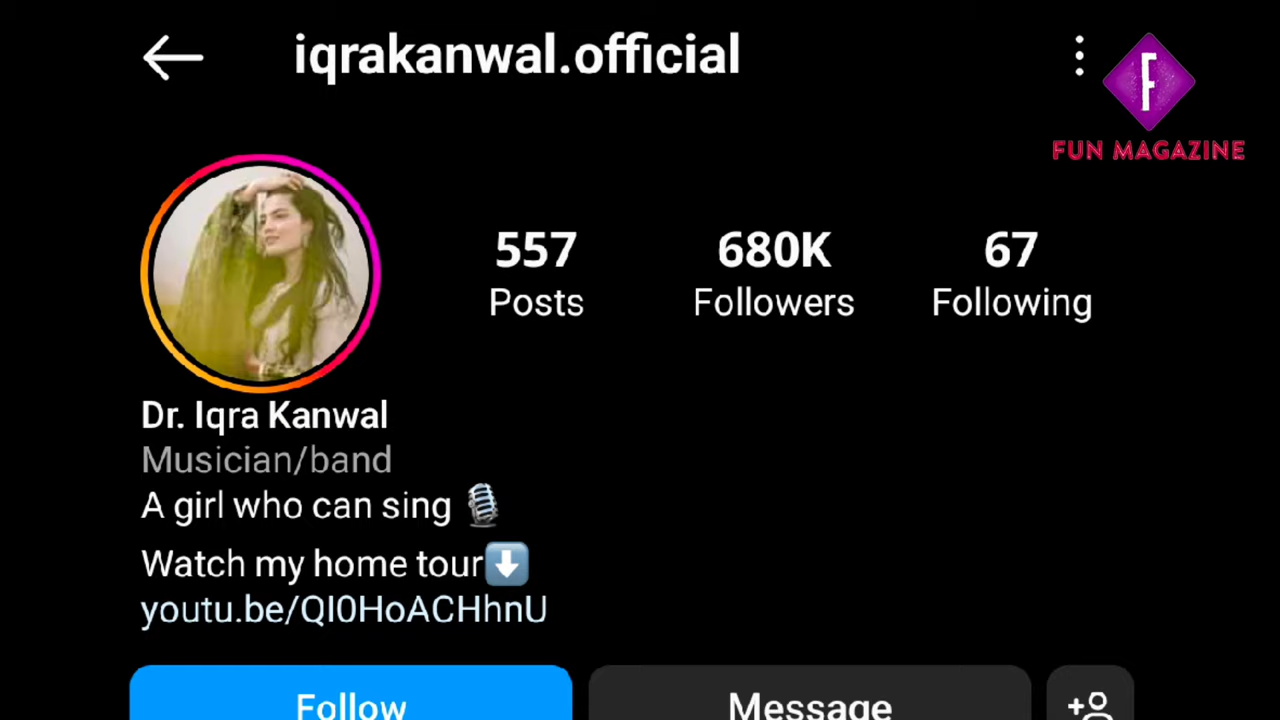 iqrakanwal.official
F
FUN MAGAZINE
557 680K 67
Posts Followers Following
Dr. Iqra Kanwal
Musician/band
A girl who can sing 🎙️
Watch my home tour⬇️
youtu.be/QI0HoACHhnU
Follow Message